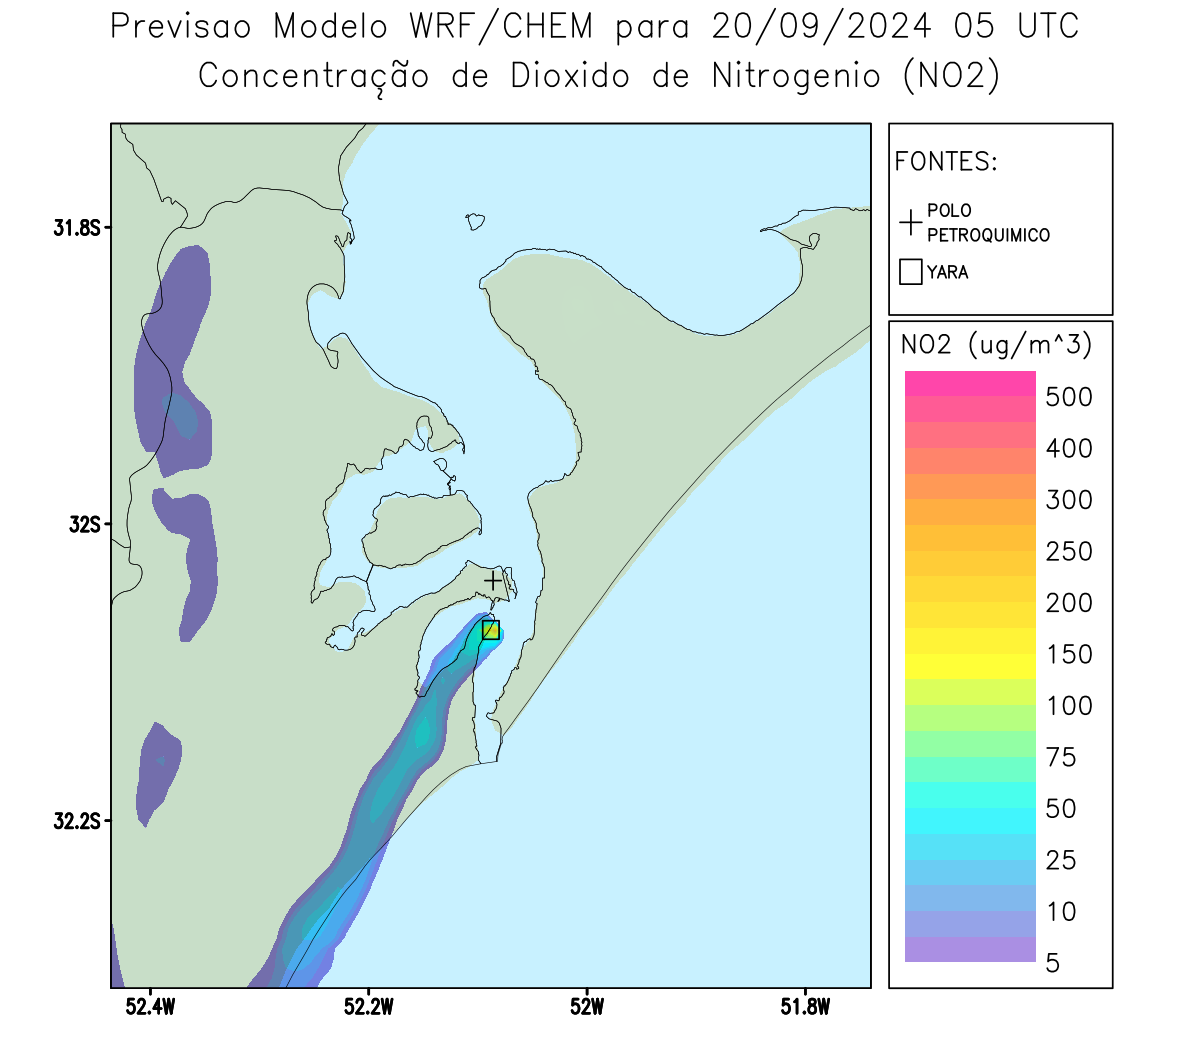 Previsao Modelo WRF/CHEM para 20/09/2024 05 UTC
Concentração de Dioxido de Nitrogenio (NO2)
FONTES:
POLO
PETROQUIMICO
YARA
NO2 (ug/m^3)
500
400
300
250
200
150
100
75
50
25
10
5
31.8S
32S
32.2S
52.4W
52.2W
52W
51.8W